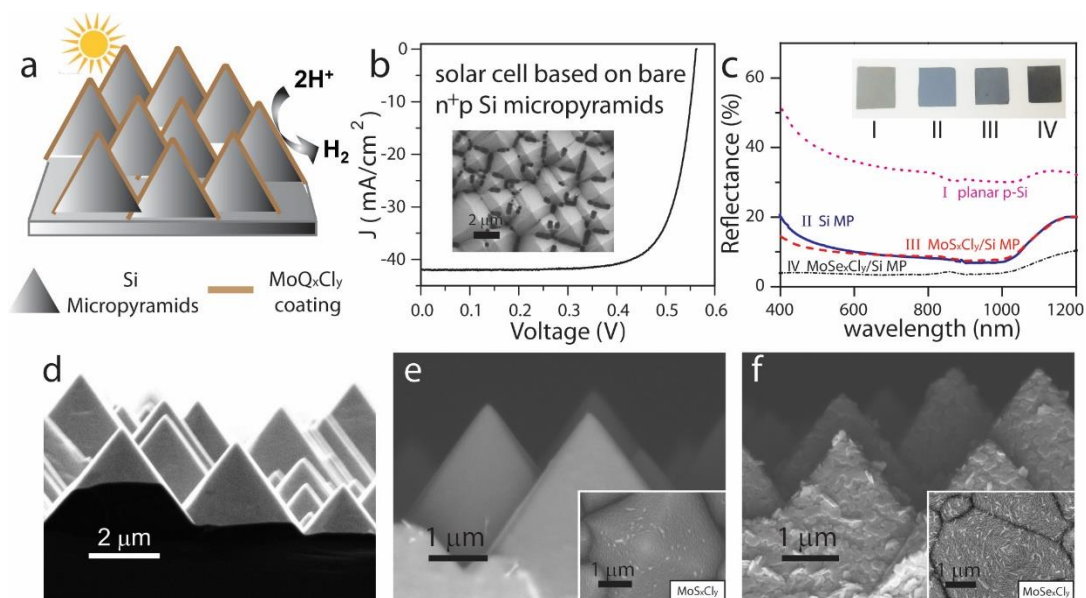 a
2H⁺
H₂
Si
Micropyramids
MoQₓClᵧ
coating
b
solar cell based on bare
n⁺p Si micropyramids
2 μm
J ( mA/cm ²)
0
-10
-20
-30
-40
0.0 0.1 0.2 0.3 0.4 0.5 0.6
Voltage (V)
c
I II III IV
I planar p-Si
II Si MP
III MoSₓClᵧ/Si MP
IV MoSeₓClᵧ/Si MP
Reflectance (%)
60
40
20
0
400 600 800 1000 1200
wavelength (nm)
d
2 μm
e
1 μm
1 μm
MoSₓClᵧ
f
1 μm
1 μm
MoSeₓClᵧ